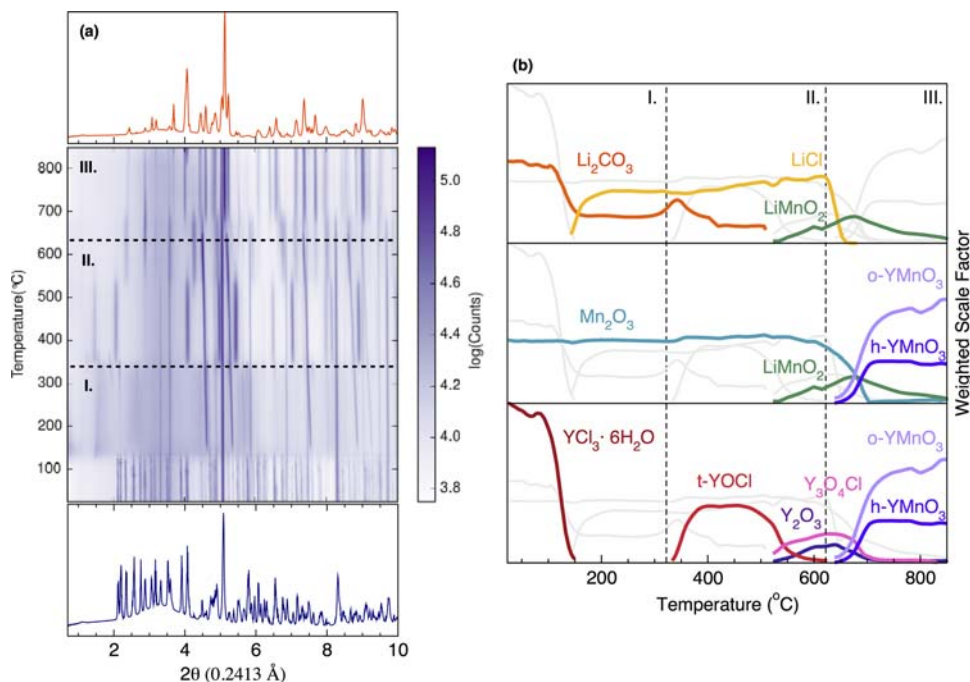 (a)
800
700
600
500
400
300
200
100
Temperature(°C)
III.
II.
I.
5.0
4.8
4.6
4.4
4.2
4.0
3.8
log(Counts)
2
4
6
8
10
2θ (0.2413 Å)
(b)
I.
II.
III.
Li₂CO₃
LiCl
LiMnO₂
o-YMnO₃
Mn₂O₃
h-YMnO₃
LiMnO₂
YCl₃· 6H₂O
o-YMnO₃
t-YOCl
Y₃O₄Cl
Y₂O₃
h-YMnO₃
200
400
600
800
Temperature (°C)
Weighted Scale Factor